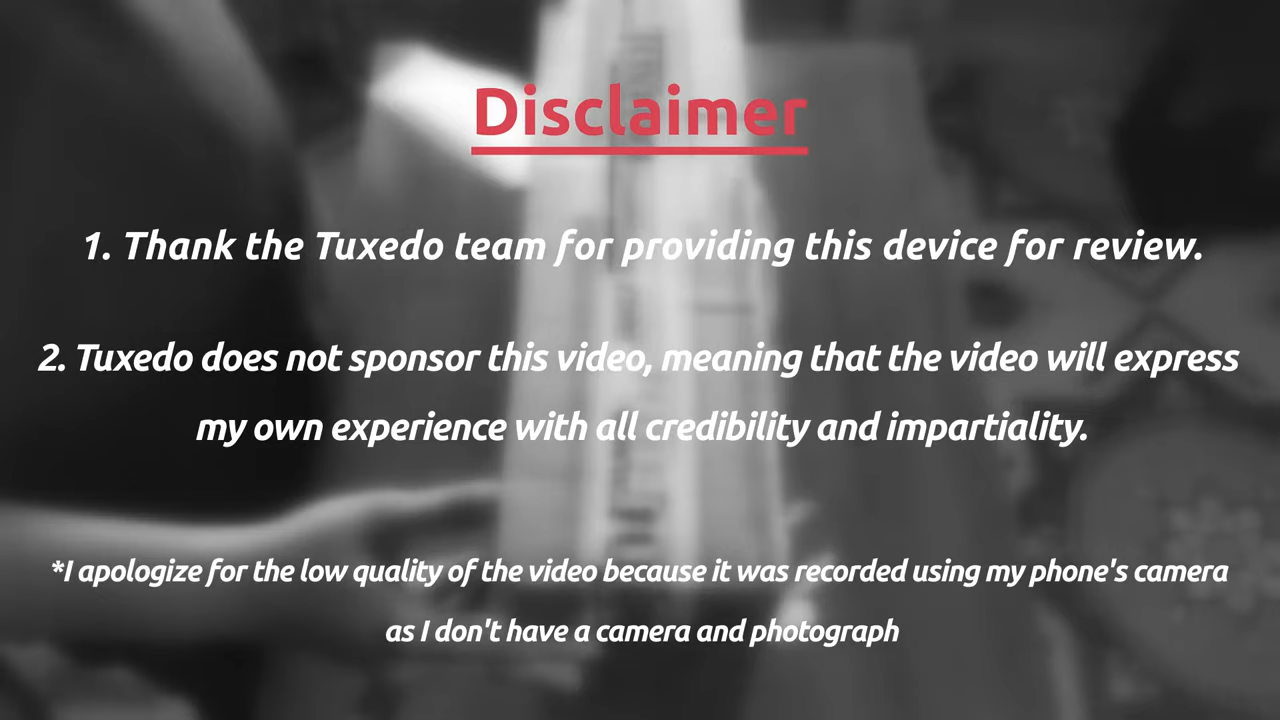 Disclaimer
1. Thank the Tuxedo team for providing this device for review.
2. Tuxedo does not sponsor this video, meaning that the video will express
my own experience with all credibility and impartiality.
*I apologize for the low quality of the video because it was recorded using my phone's camera
as I don't have a camera and photograph